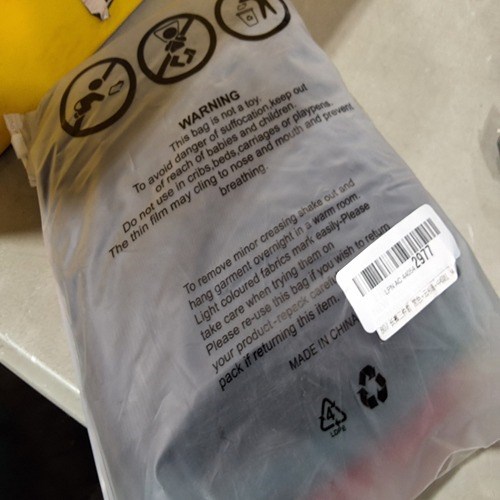 WARNING
This bag is not a toy.
To avoid danger of suffocation,keep out
of reach of babies and children.
Do not use in cribs,beds,carriages or playpens.
The thin film may cling to nose and mouth and prevent
breathing.
To remove minor creasing shake out and
hang garment overnight in a warm room.
Light coloured fabrics mark easily-Please
take care when trying them on
Please re-use this bag if you wish to return
your product-repack
pack if returning this item.
MADE IN CHINA
2977
4
LDPE